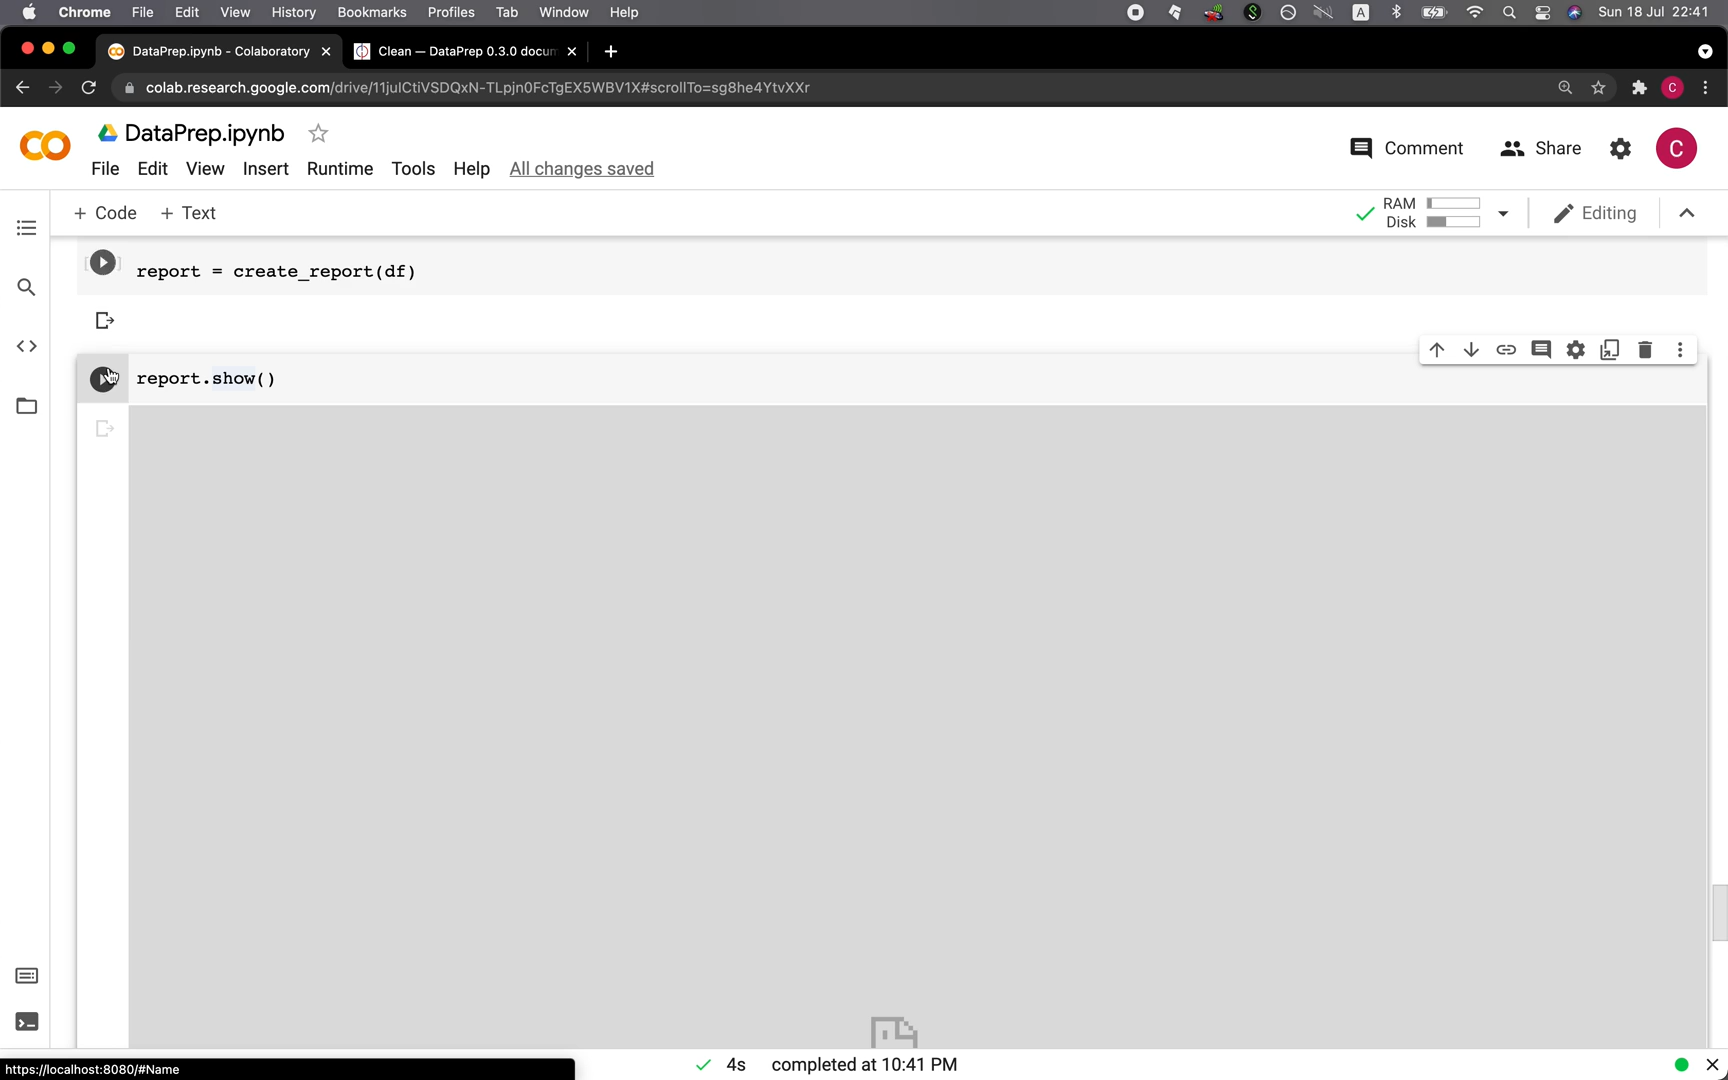 Chrome File Edit View History Bookmarks Profiles Tab Window Help A Sun 18 Jul 22:41
DataPrep.ipynb - Colaboratory Clean — DataPrep 0.3.0 docum
colab.research.google.com/drive/11juICtiVSDQxN-TLpjn0FcTgEX5WBV1X#scrollTo=sg8he4YtvXXr C
DataPrep.ipynb
Comment Share C
File Edit View Insert Runtime Tools Help All changes saved
+ Code + Text RAM Disk Editing
report = create_report(df)
report.show()
4s completed at 10:41 PM
https://localhost:8080/#Name